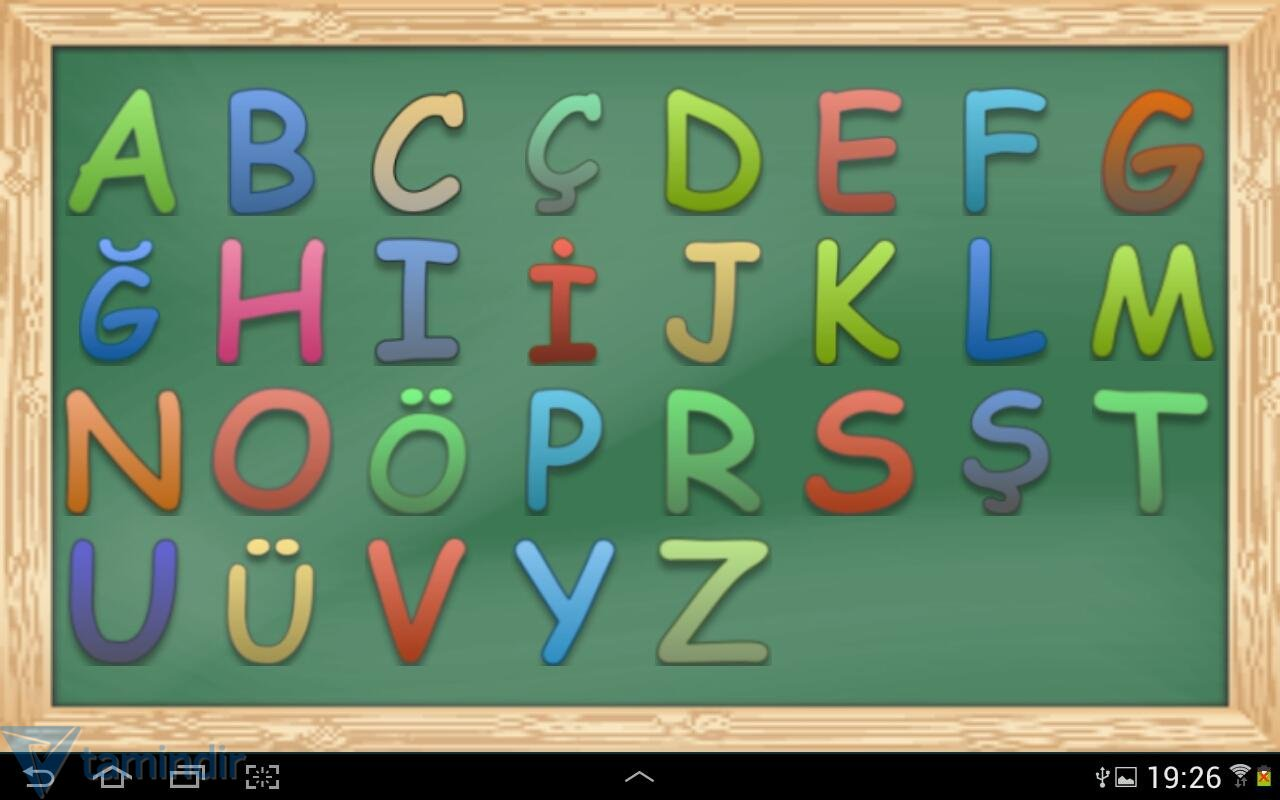 A B C Ç D E F G
Ğ H I İ J K L M
N O Ö P R S Ş T
U Ü V Y Z
tamindir
19:26